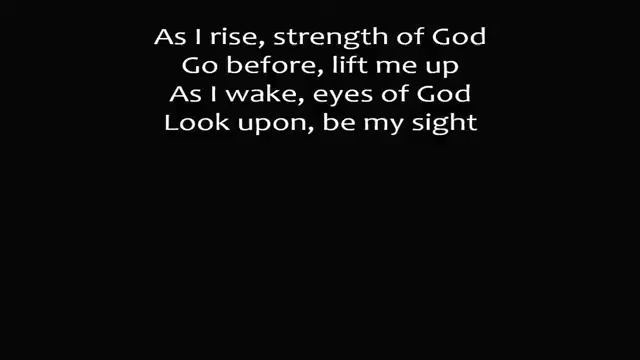 As I rise, strength of God
Go before, lift me up
As I wake, eyes of God
Look upon, be my sight